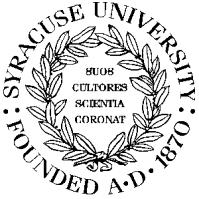 SYRACUSE UNIVERSITY
SUOS
CULTORES
SCIENTIA
CORONAT
FOUNDED A·D·1870